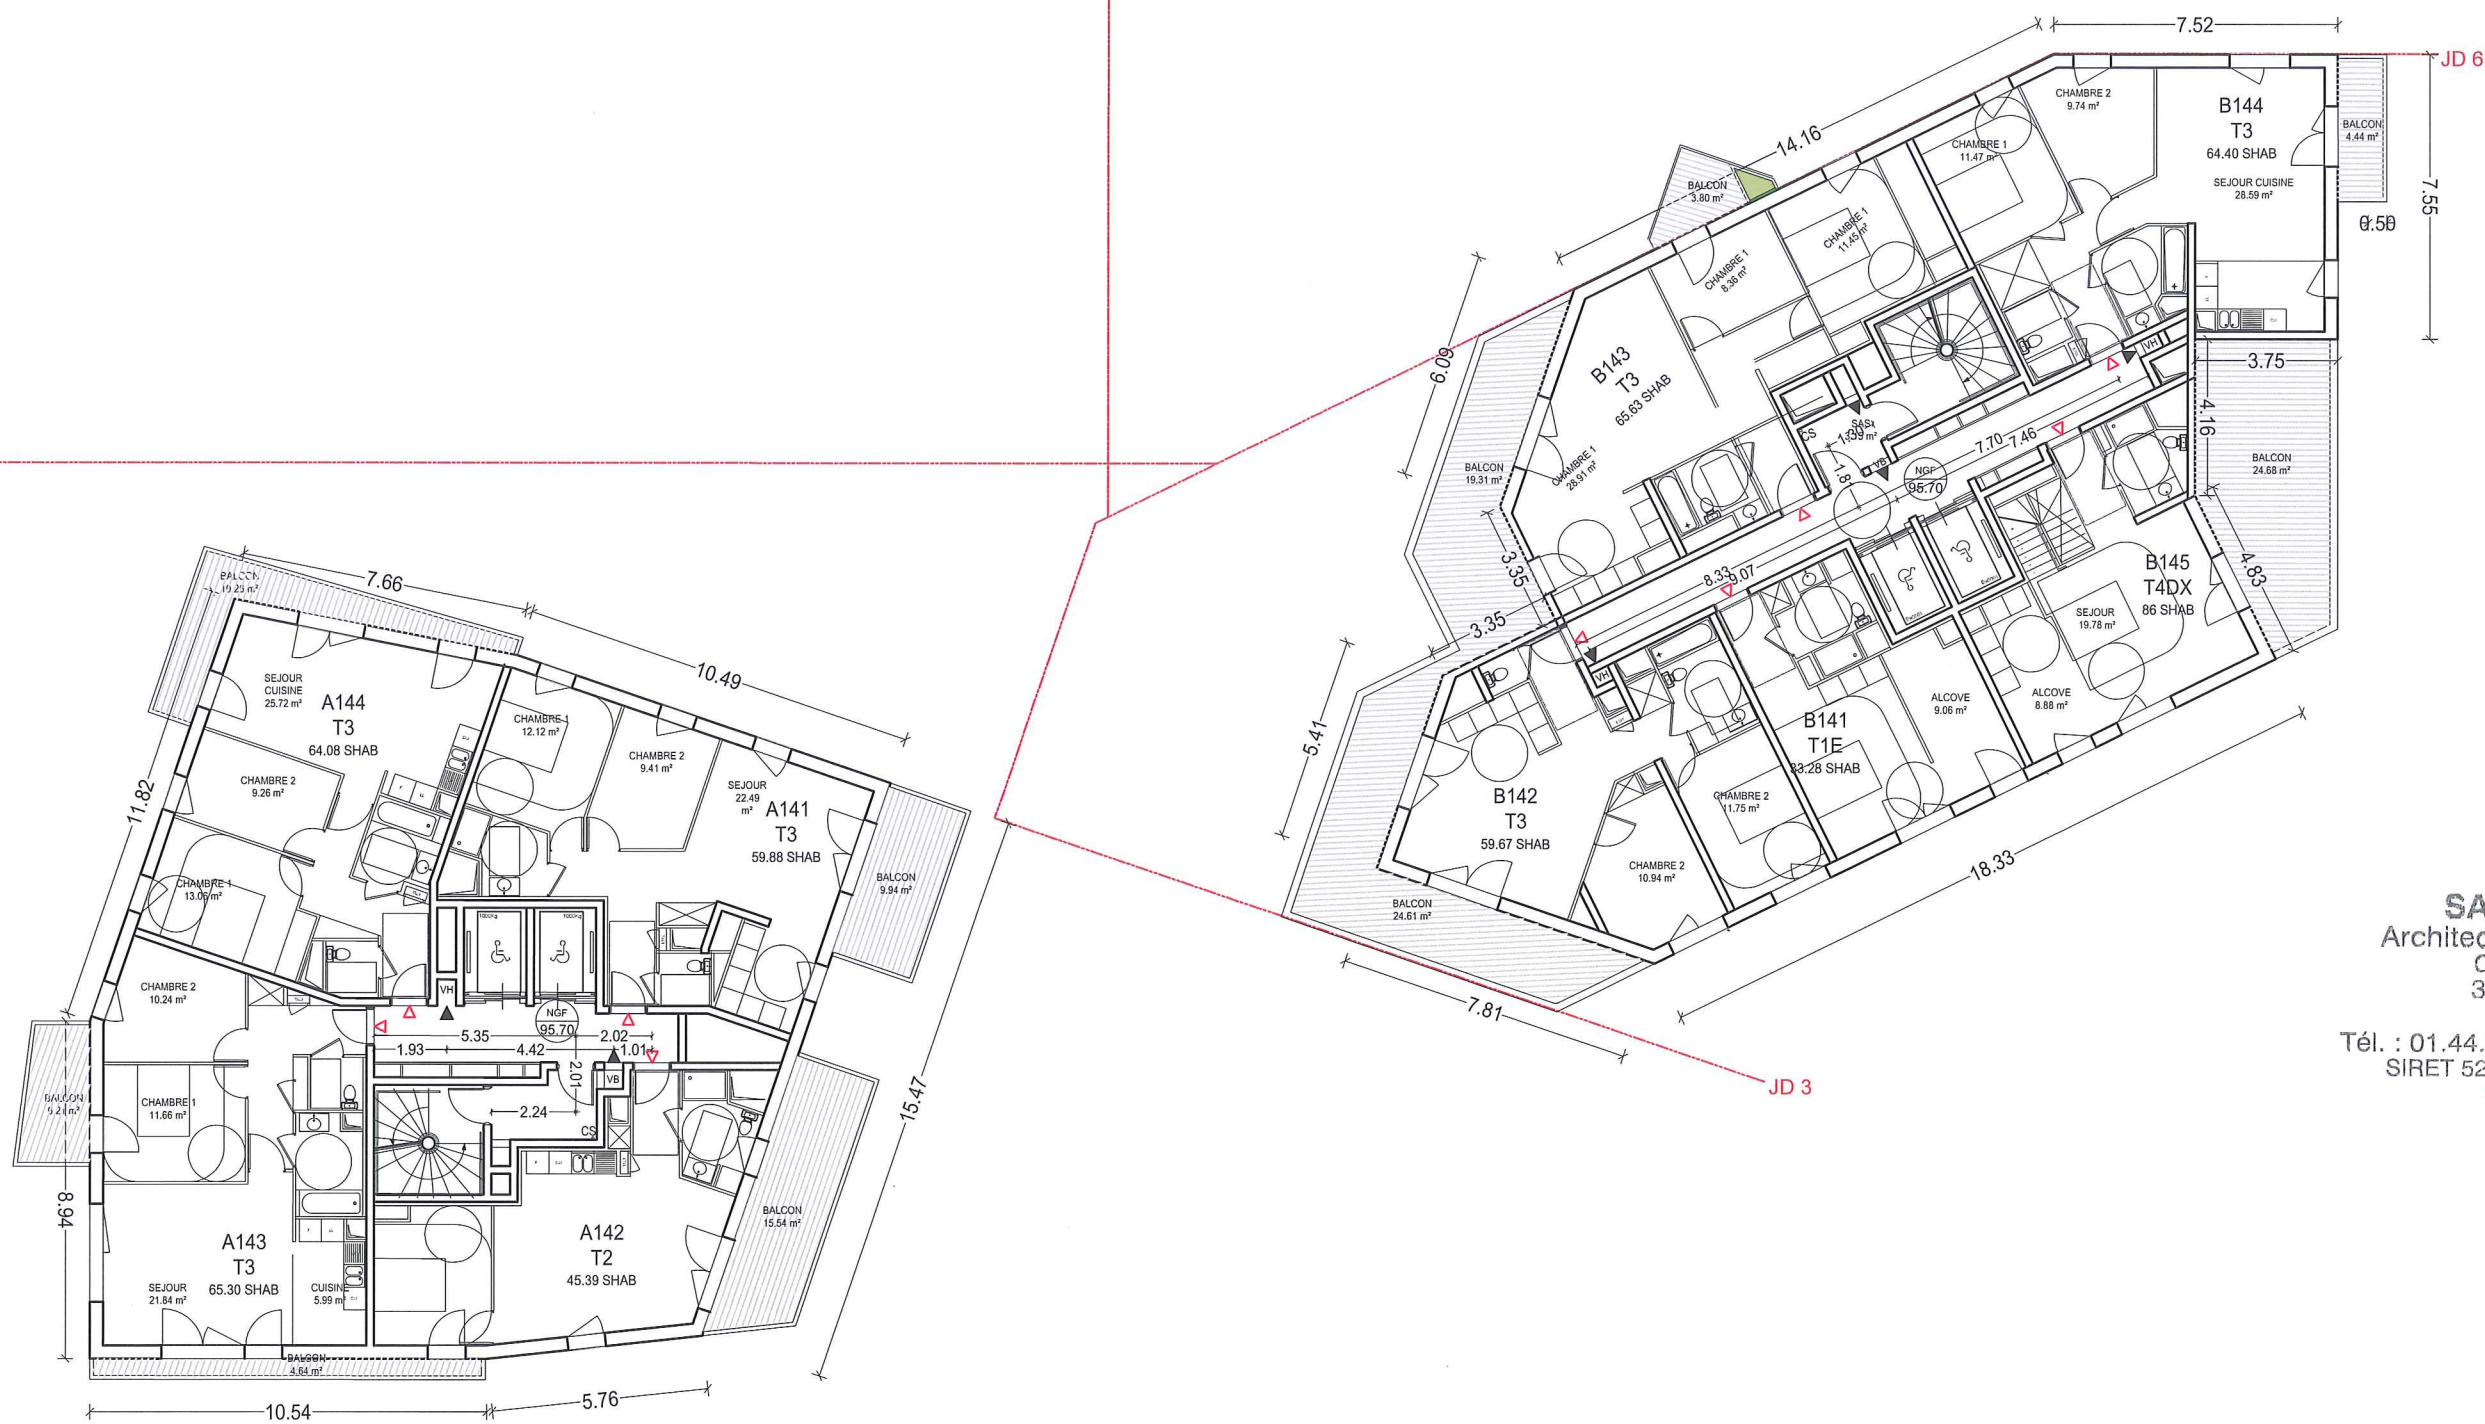 7.52
JD 6
14.16
CHAMBRE 2
9.74 m²
B144
T3
64.40 SHAB
SEJOUR CUISINE
28.59 m²
BALCON
4.44 m²
7.55
CHAMBRE 1
11.47 m²
BALCON
3.80 m²
CHAMBRE 1
11.45 m²
CHAMBRE 1
8.36 m²
6.09
B143
T3
65.63 SHAB
CHAMBRE 1
28.91 m²
BALCON
19.31 m²
VH
3.75
4.16
CS
SAS
VB
7.70
7.46
NGF
95.70
BALCON
24.68 m²
3.35
3.35
8.33
9.07
4.83
B145
T4DX
86 SHAB
SEJOUR
19.78 m²
ALCOVE
8.88 m²
ALCOVE
9.06 m²
VH
B141
T1E
33.28 SHAB
5.41
B142
T3
59.67 SHAB
CHAMBRE 2
11.75 m²
CHAMBRE 2
10.94 m²
BALCON
24.61 m²
18.33
7.81
JD 3
SA
Architec
3
Tél. : 01.44.
SIRET 52
7.66
BALCON
10.49
SEJOUR
CUISINE
25.72 m²
A144
T3
64.08 SHAB
CHAMBRE 1
12.12 m²
CHAMBRE 2
9.41 m²
SEJOUR
22.49
m²
A141
T3
59.88 SHAB
BALCON
9.94 m²
11.82
CHAMBRE 2
9.26 m²
CHAMBRE 1
13.06 m²
1000Kg
1000Kg
CHAMBRE 2
10.24 m²
VH
NGF
95.70
5.35
2.02
1.93
4.42
1.01
2.01
VB
2.24
CS
BALCON
CHAMBRE 1
11.66 m²
8.94
15.47
BALCON
15.54 m²
A143
T3
65.30 SHAB
SEJOUR
21.84 m²
CUISINE
5.99 m²
A142
T2
45.39 SHAB
BALCON
4.64 m²
10.54
5.76